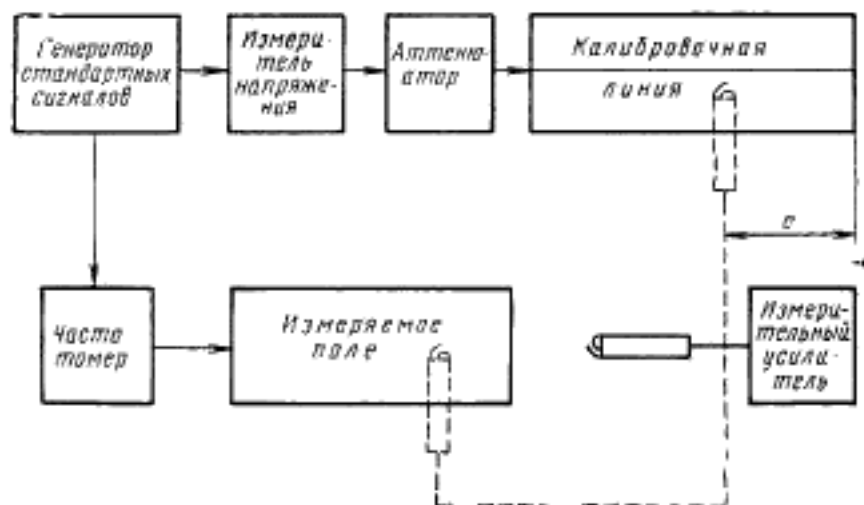 Генератор
стандартных
сигналов
Измери-
тель
напряже-
ния
Аттеню-
атор
Калибровочная
линия
е
Часто
томер
Измеряемое
поле
Измери-
тельный
усили-
тель